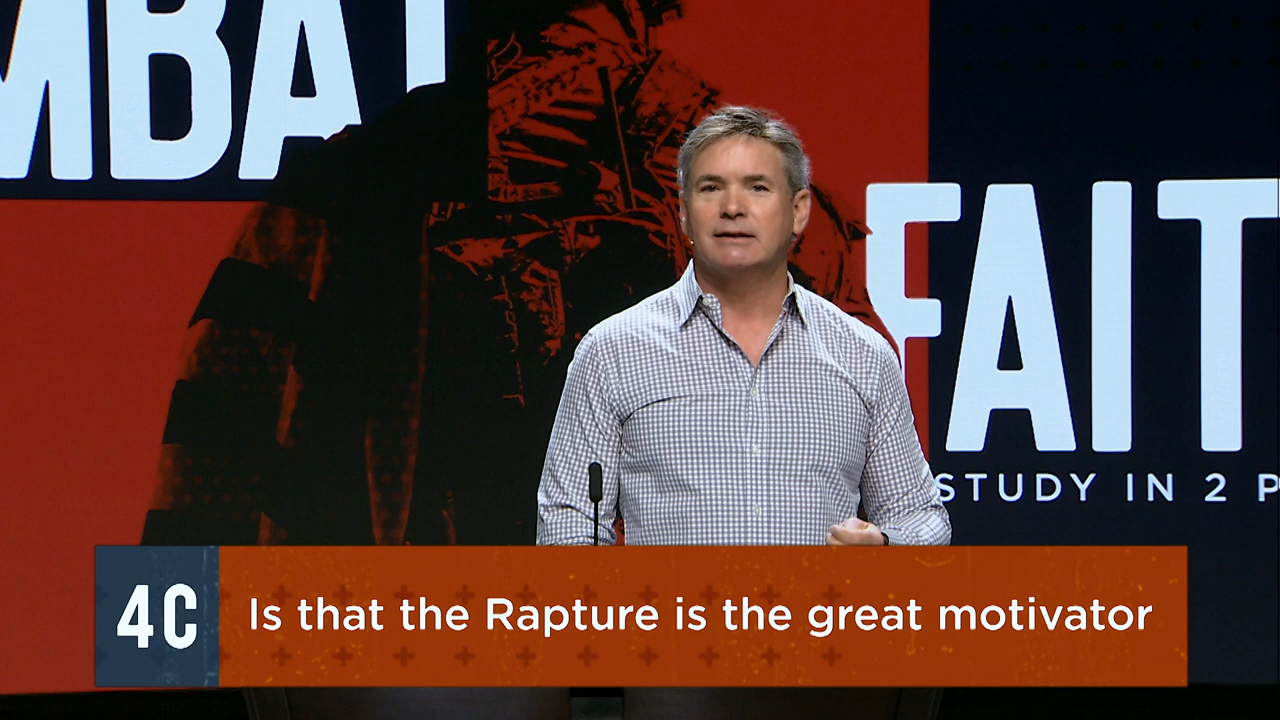 MBAT
FAIT
STUDY IN 2 P
4C
Is that the Rapture is the great motivator